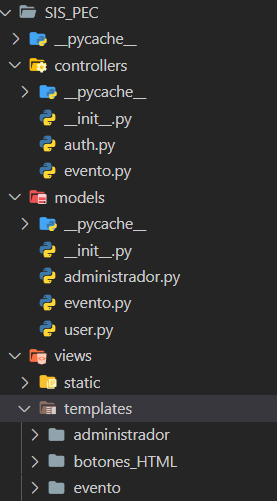 SIS_PEC
__pycache__
controllers
__pycache__
__init__.py
auth.py
evento.py
models
__pycache__
__init__.py
administrador.py
evento.py
user.py
views
static
templates
administrador
botones_HTML
evento